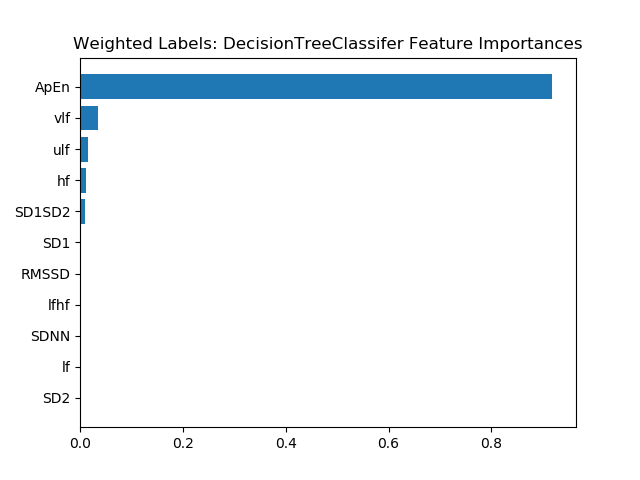 Weighted Labels: DecisionTreeClassifer Feature Importances
ApEn
vlf
ulf
hf
SD1SD2
SD1
RMSSD
lfhf
SDNN
lf
SD2
0.0 0.2 0.4 0.6 0.8